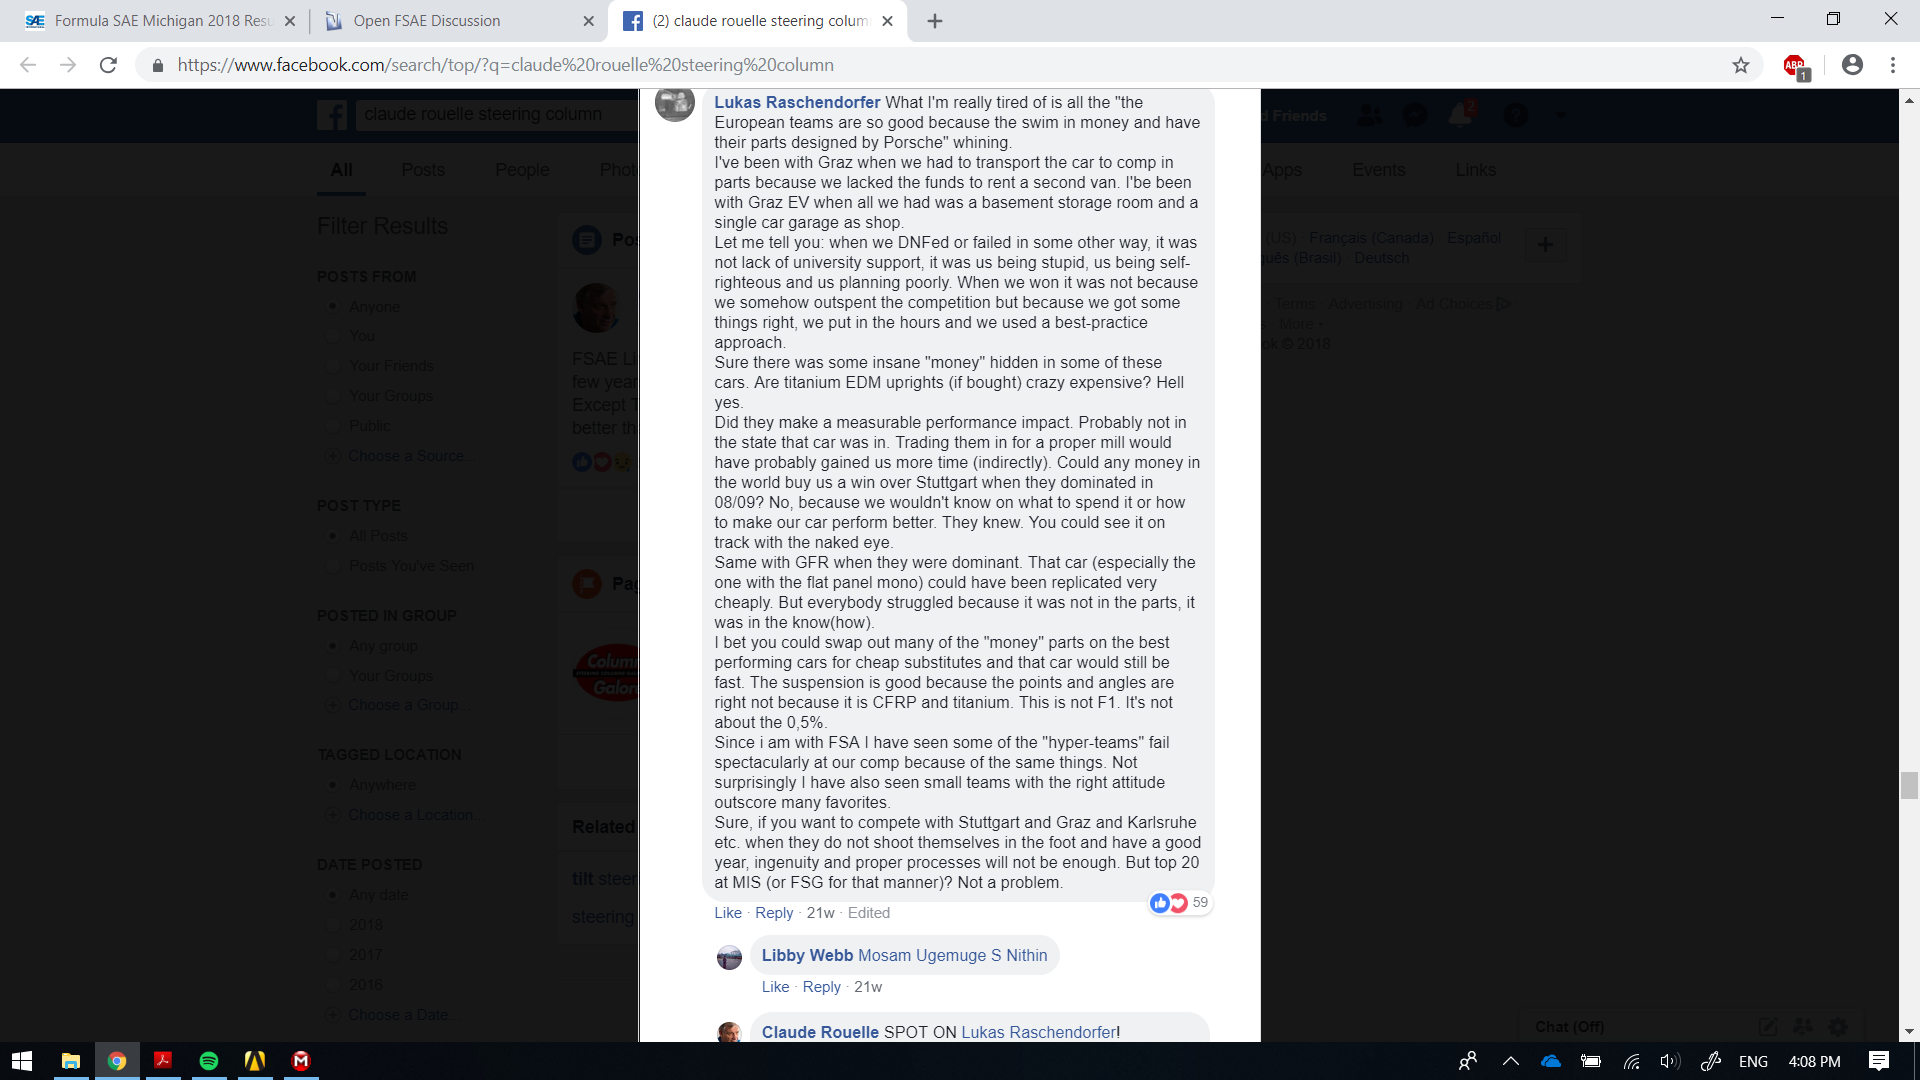 Formula SAE Michigan 2018 Resu
Open FSAE Discussion
(2) claude rouelle steering colum
https://www.facebook.com/search/top/?q=claude%20rouelle%20steering%20column
ABP
1
claude rouelle steering column
d Friends
2
All
Posts
People
Phot
Apps
Events
Links
Filter Results
POSTS FROM
Anyone
You
Your Friends
Your Groups
Public
Choose a Source...
POST TYPE
All Posts
Posts You've Seen
POSTED IN GROUP
Any group
Your Groups
Choose a Group...
TAGGED LOCATION
Anywhere
Choose a Location...
DATE POSTED
Any date
2018
2017
2016
Choose a Date...
Pos
FSAE Li
few year
Except T
better th
Pag
Colum
Galor
Related
tilt steer
steering
Lukas Raschendorfer What I'm really tired of is all the "the
European teams are so good because the swim in money and have
their parts designed by Porsche" whining.
I've been with Graz when we had to transport the car to comp in
parts because we lacked the funds to rent a second van. I'be been
with Graz EV when all we had was a basement storage room and a
single car garage as shop.
Let me tell you: when we DNFed or failed in some other way, it was
not lack of university support, it was us being stupid, us being self-
righteous and us planning poorly. When we won it was not because
we somehow outspent the competition but because we got some
things right, we put in the hours and we used a best-practice
approach.
Sure there was some insane "money" hidden in some of these
cars. Are titanium EDM uprights (if bought) crazy expensive? Hell
yes.
Did they make a measurable performance impact. Probably not in
the state that car was in. Trading them in for a proper mill would
have probably gained us more time (indirectly). Could any money in
the world buy us a win over Stuttgart when they dominated in
08/09? No, because we wouldn't know on what to spend it or how
to make our car perform better. They knew. You could see it on
track with the naked eye.
Same with GFR when they were dominant. That car (especially the
one with the flat panel mono) could have been replicated very
cheaply. But everybody struggled because it was not in the parts, it
was in the know(how).
I bet you could swap out many of the "money" parts on the best
performing cars for cheap substitutes and that car would still be
fast. The suspension is good because the points and angles are
right not because it is CFRP and titanium. This is not F1. It's not
about the 0,5%.
Since i am with FSA I have seen some of the "hyper-teams" fail
spectacularly at our comp because of the same things. Not
surprisingly I have also seen small teams with the right attitude
outscore many favorites.
Sure, if you want to compete with Stuttgart and Graz and Karlsruhe
etc. when they do not shoot themselves in the foot and have a good
year, ingenuity and proper processes will not be enough. But top 20
at MIS (or FSG for that manner)? Not a problem.
59
Like · Reply · 21w · Edited
Libby Webb Mosam Ugemuge S Nithin
Like · Reply · 21w
Claude Rouelle SPOT ON Lukas Raschendorfer!
(US) · Français (Canada) · Español
uês (Brasil) · Deutsch
Terms · Advertising · Ad Choices
More
ok © 2018
Chat (Off)
ENG
4:08 PM